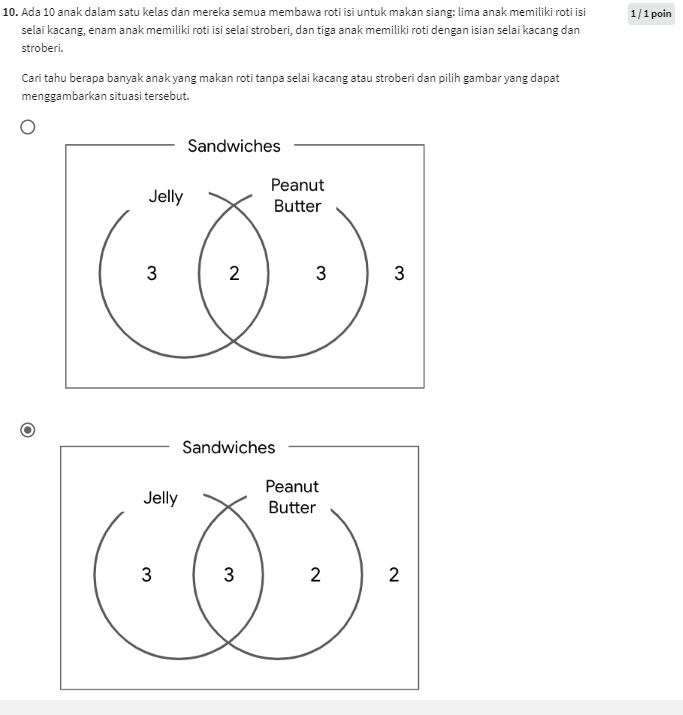 10. Ada 10 anak dalam satu kelas dan mereka semua membawa roti isi untuk makan siang: lima anak memiliki roti isi
selai kacang, enam anak memiliki roti isi selai stroberi, dan tiga anak memiliki roti dengan isian selai kacang dan
stroberi.
1 / 1 poin
Cari tahu berapa banyak anak yang makan roti tanpa selai kacang atau stroberi dan pilih gambar yang dapat
menggambarkan situasi tersebut.
Sandwiches
Jelly
Peanut
Butter
3 2 3 3
Sandwiches
Jelly
Peanut
Butter
3 3 2 2